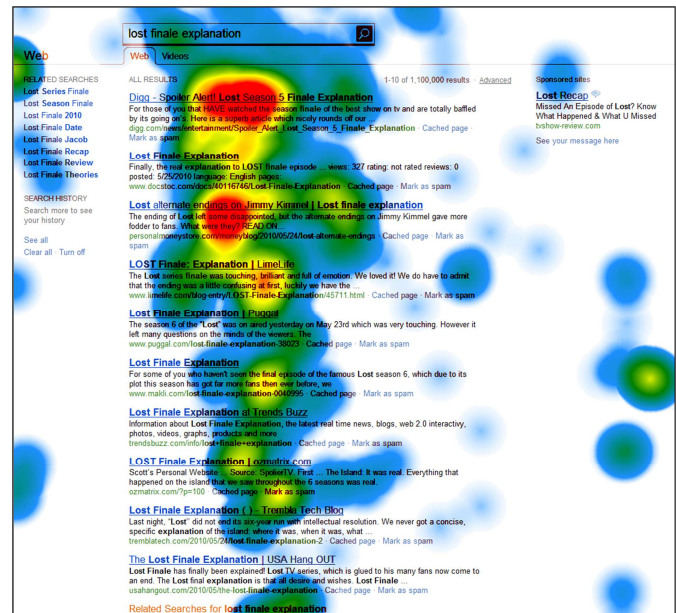 lost finale explanation
Web
Web Videos
RELATED SEARCHES
Lost Series Finale
Lost Season Finale
Lost Finale 2010
Lost Finale Date
Lost Finale Jacob
Lost Finale Recap
Lost Finale Review
Lost Finale Theories
SEARCH HISTORY
Search more to see
your history
See all
Clear all · Turn off
ALL RESULTS
1-10 of 1,100,000 results · Advanced
Digg - Spoiler Alert! Lost Season 5 Finale Explanation
For those of you that HAVE watched the season finale of the best show on tv and are totally baffled
by its going on's. Here is a superb article which nicely rounds off our ...
digg.com/news/entertainment/Spoiler_Alert_Lost_Season_5_Finale_Explanation · Cached page ·
Mark as spam
Lost Finale Explanation
Finally, the real explanation to LOST finale episode ... views: 327 rating: not rated reviews: 0
posted: 5/25/2010 language: English pages:
www.docstoc.com/docs/40116746/Lost-Finale-Explanation · Cached page · Mark as spam
Lost alternate endings on Jimmy Kimmel | Lost finale explanation
The ending of Lost left some disappointed, but the alternate endings on Jimmy Kimmel gave more
fodder to fans. What were they? READ ON...
personalmoneystore.com/moneyblog/2010/05/24/lost-alternate-endings · Cached page · Mark as
spam
LOST Finale: Explanation | LimeLife
The Lost series finale was touching, brilliant and full of emotion. We loved it! We do have to admit
that the ending was a little confusing at first, luckily we have the ...
www.limelife.com/blog-entry/LOST-Finale-Explanation/45711.html · Cached page · Mark as spam
Lost Finale Explanation | Puggal
The season 6 of the "Lost" was on aired yesterday on May 23rd which was very touching. However it
left many questions on the minds of the wewers. The
www.puggal.com/lost-finale-explanation-38023 · Cached page · Mark as spam
Lost Finale Explanation
For some of you who haven't seen the final episode of the famous Lost season 6, which due to its
plot this season has got far more fans then ever before, we
www.makli.com/lost-finale-explanation-0040995 · Cached page · Mark as spam
Lost Finale Explanation at Trends Buzz
Information about Lost Finale Explanation, the latest real time news, blogs, web 2.0 interactivy,
photos, videos, graphs, products and more
trendsbuzz.com/info/lost+finale+explanation · Cached page · Mark as spam
LOST Finale Explanation | ozmatrix.com
Scott's Personal Website ... Source: SpoilerTV. First ... The Island: It was real. Everything that
happened on the island that we saw throughout the 6 seasons was real.
ozmatrix.com/?p=100 · Cached page · Mark as spam
Lost Finale Explanation ( ) - Trembla Tech Blog
Last night, "Lost" did not end its six-year run with intellectual resolution. We never got a concise,
specific explanation of the island: where it was, when it was, what ...
tremblatech.com/2010/05/24/lost-finale-explanation-2 · Cached page · Mark as spam
The Lost Finale Explanation | USA Hang OUT
Lost Finale has finally been explained! Lost TV series, which is glued to his many fans now come to
an end. The Lost final explanation is that all desire and wishes. Lost Finale ...
usahangout.com/2010/05/the-lost-finale-explanation · Cached page · Mark as spam
Related Searches for lost finale explanation
Sponsored sites
Lost Recap
Missed An Episode of Lost? Know
What Happened & What U Missed
tvshow-review.com
See your message here